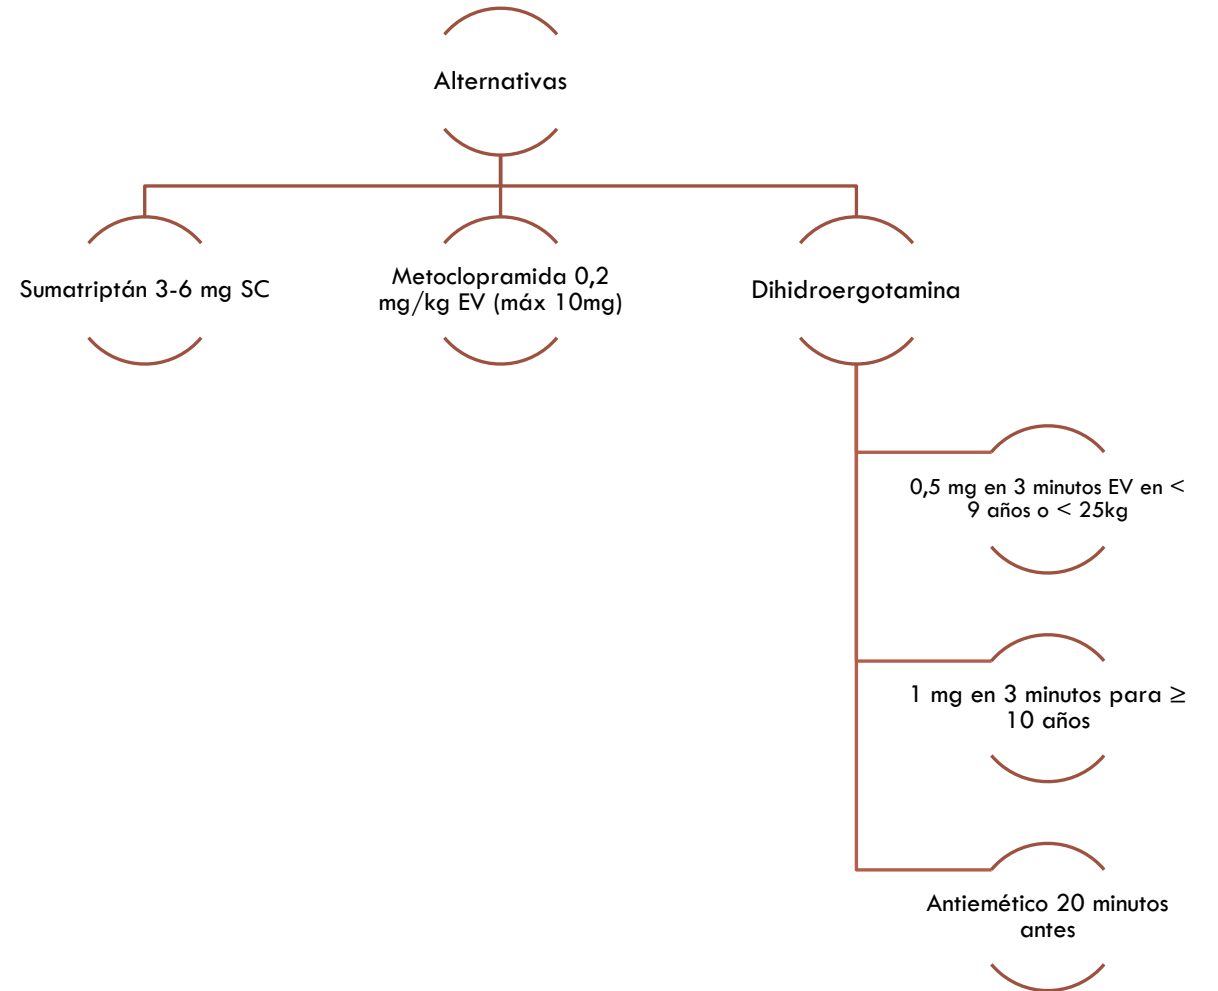 Alternativas
Sumatriptán 3-6 mg SC
Metoclopramida 0,2
mg/kg EV (máx 10mg)
Dihidroergotamina
0,5 mg en 3 minutos EV en <
9 años o < 25kg
1 mg en 3 minutos para ≥
10 años
Antiemético 20 minutos
antes